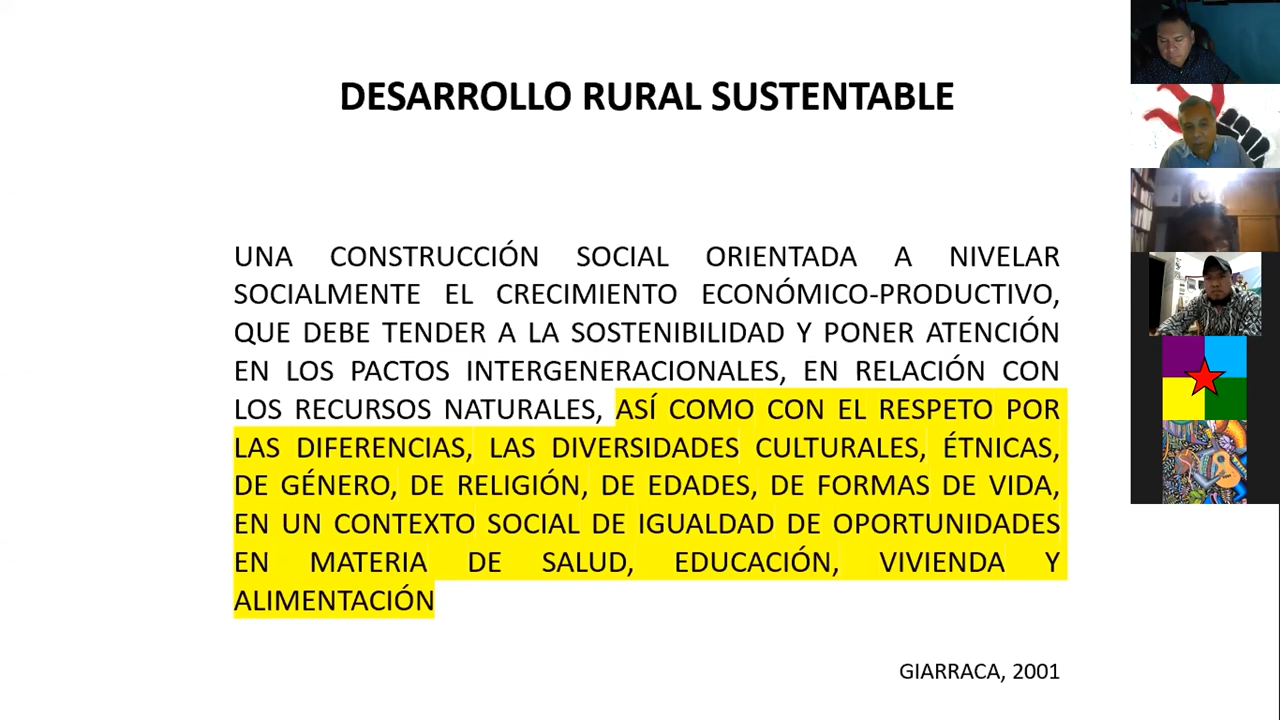 DESARROLLO RURAL SUSTENTABLE
UNA CONSTRUCCIÓN SOCIAL ORIENTADA A NIVELAR
SOCIALMENTE EL CRECIMIENTO ECONÓMICO-PRODUCTIVO,
QUE DEBE TENDER A LA SOSTENIBILIDAD Y PONER ATENCIÓN
EN LOS PACTOS INTERGENERACIONALES, EN RELACIÓN CON
LOS RECURSOS NATURALES, ASÍ COMO CON EL RESPETO POR
LAS DIFERENCIAS, LAS DIVERSIDADES CULTURALES, ÉTNICAS,
DE GÉNERO, DE RELIGIÓN, DE EDADES, DE FORMAS DE VIDA,
EN UN CONTEXTO SOCIAL DE IGUALDAD DE OPORTUNIDADES
EN MATERIA DE SALUD, EDUCACIÓN, VIVIENDA Y
ALIMENTACIÓN
GIARRACA, 2001